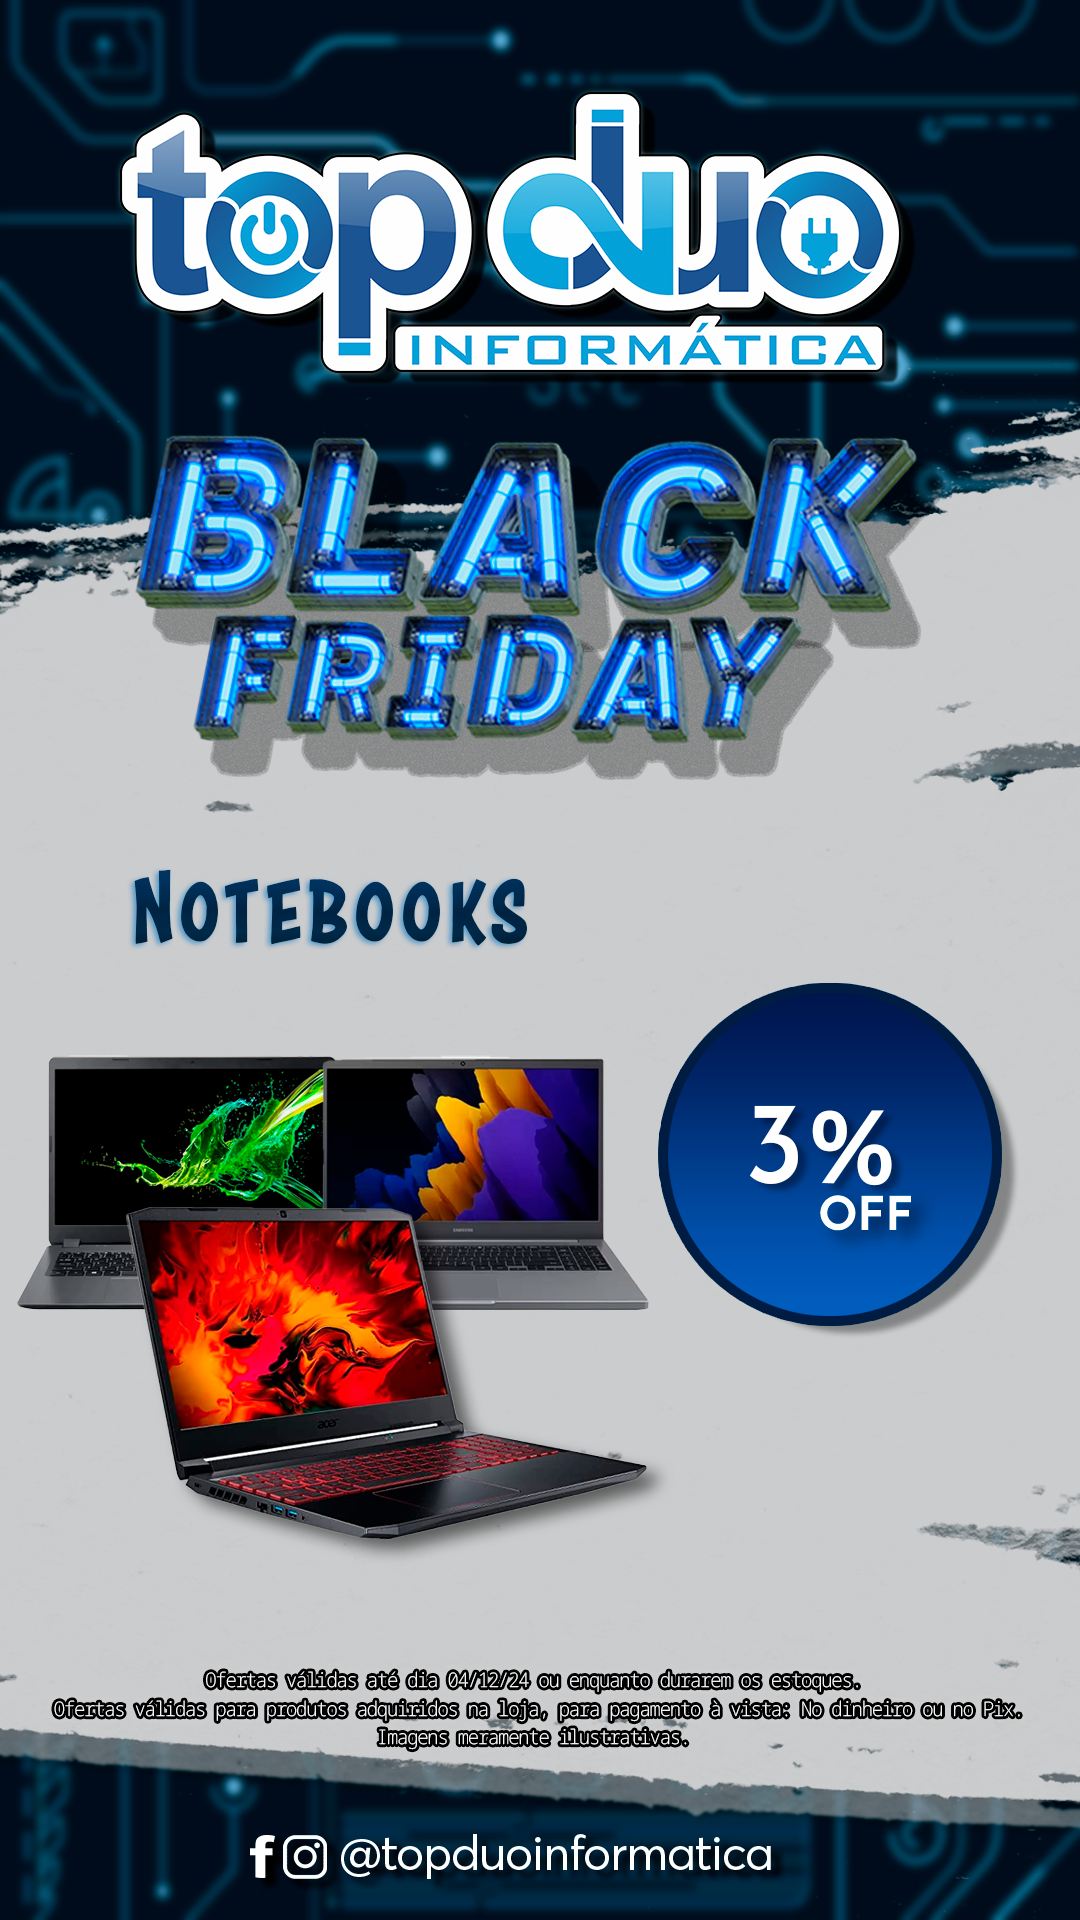 top duo
INFORMÁTICA
BLACK
FRIDAY
NOTEBOOKS
3%
OFF
SAMSUNG
acer
Ofertas válidas até dia 04/12/24 ou enquanto durarem os estoques.
Ofertas válidas para produtos adquiridos na loja, para pagamento à vista: No dinheiro ou no Pix.
Imagens meramente ilustrativas.
@topduoinformatica